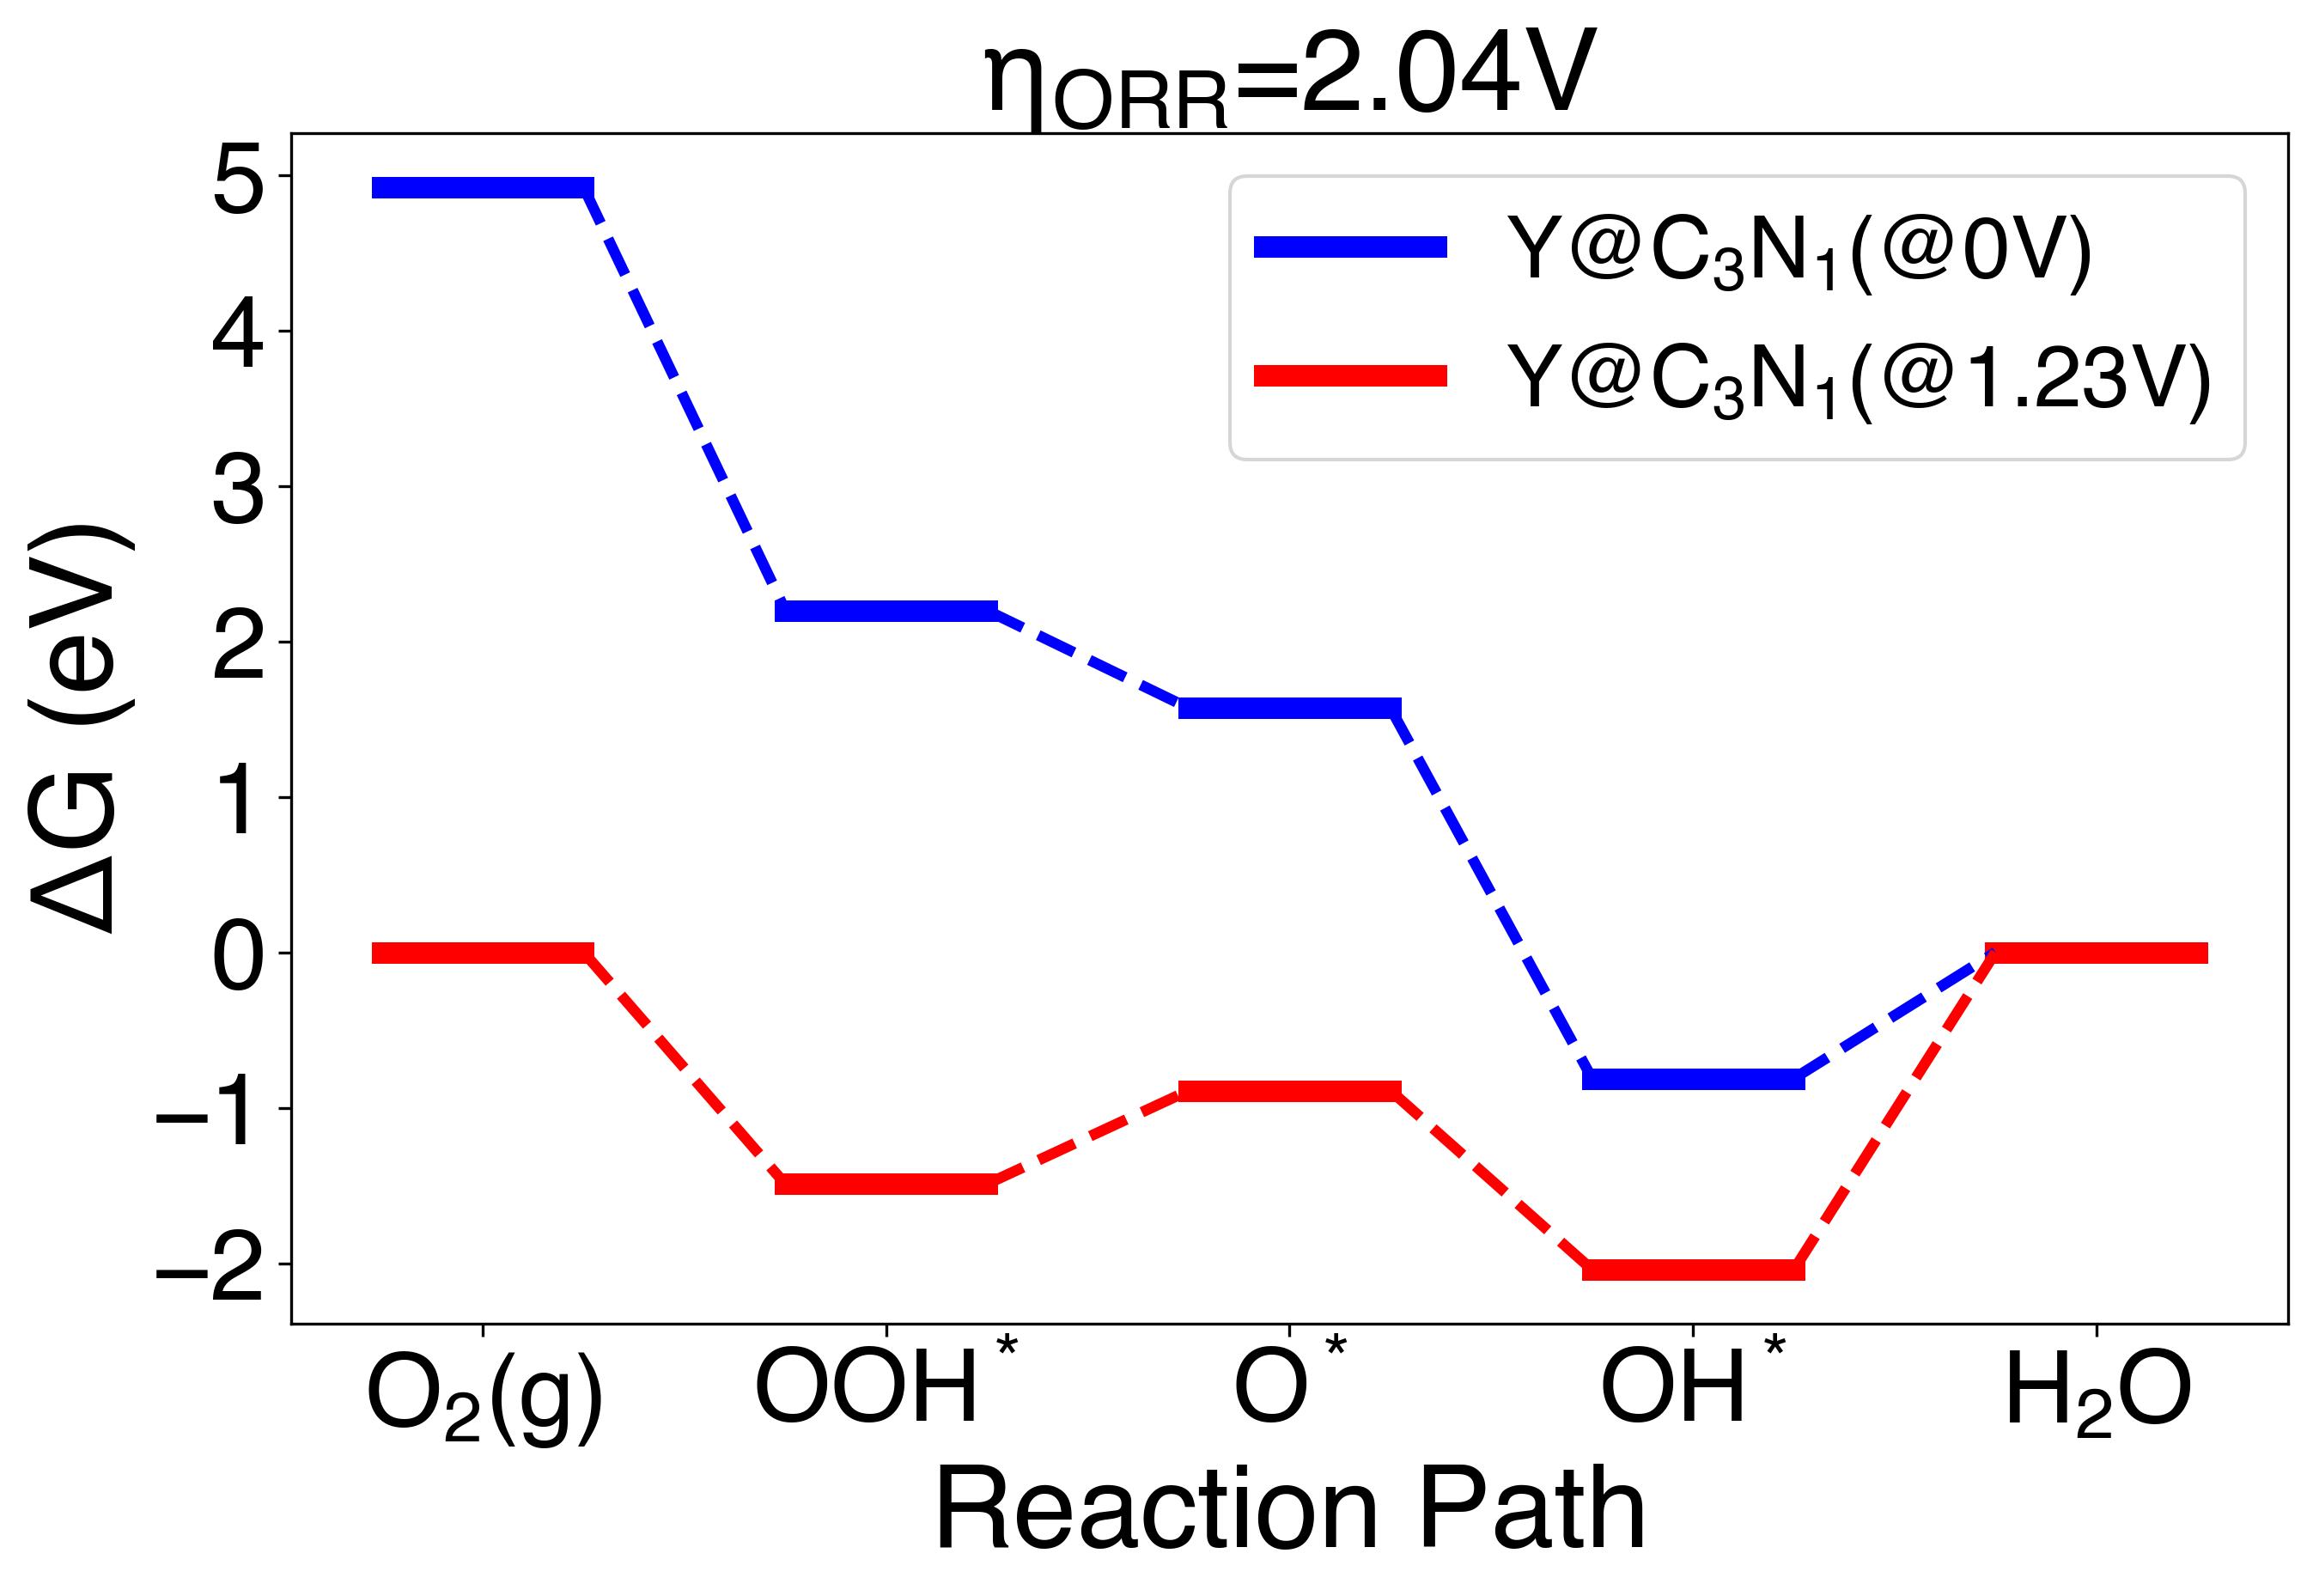 η_ORR=2.04V
Y@C₃N₁(@0V)
Y@C₃N₁(@1.23V)
ΔG (eV)
5
4
3
2
1
0
−1
−2
O₂(g) OOH* O* OH* H₂O
Reaction Path